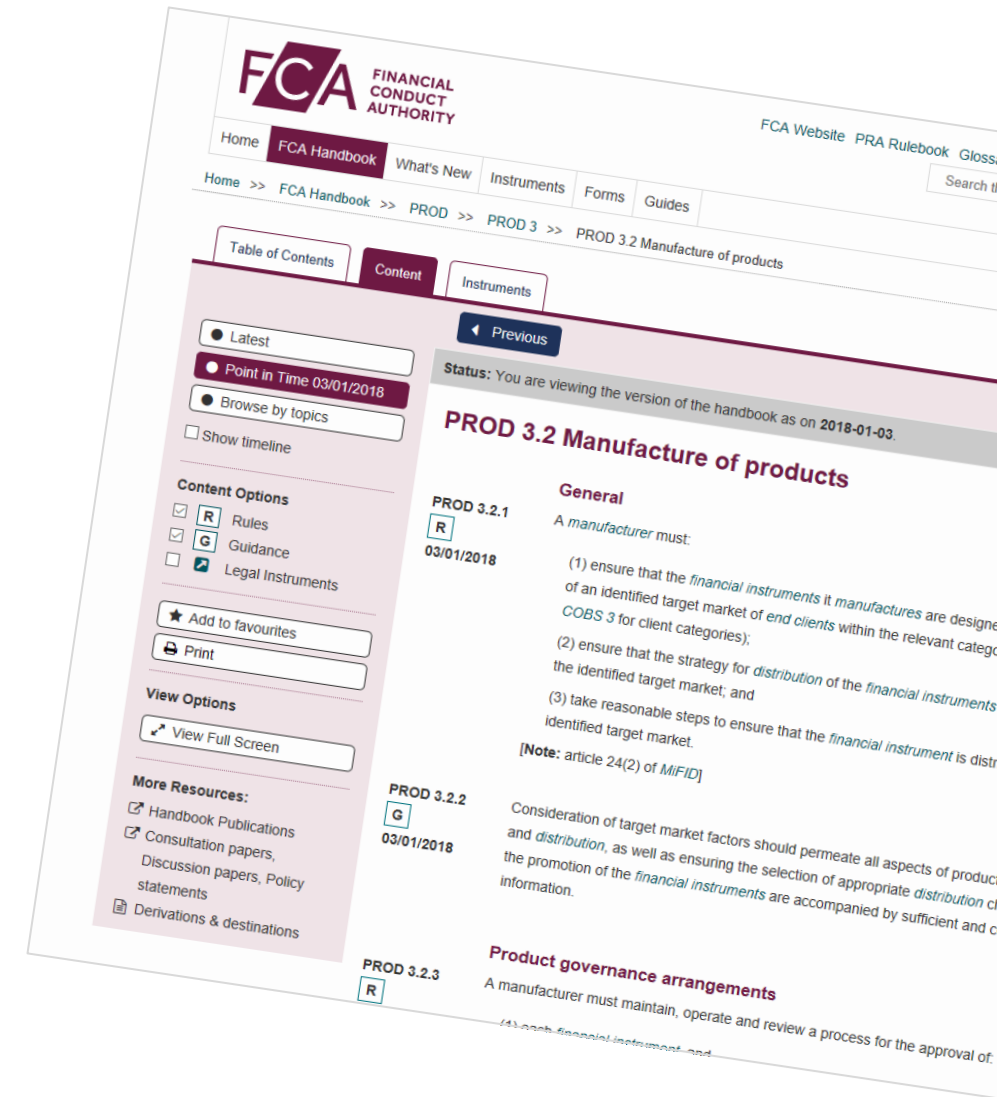 FCA FINANCIAL
CONDUCT
AUTHORITY
FCA Website PRA Rulebook
Home FCA Handbook What's New Instruments Forms Guides
Search
Home >> FCA Handbook >> PROD >> PROD 3 >> PROD 3.2 Manufacture of products
Table of Contents Content Instruments
Previous
Latest
Point in Time 03/01/2018
Browse by topics
Show timeline
Content Options
R Rules
G Guidance
Legal Instruments
Add to favourites
Print
View Options
View Full Screen
More Resources:
Handbook Publications
Consultation papers,
Discussion papers, Policy
statements
Derivations & destinations
Status: You are viewing the version of the handbook as on 2018-01-03.
PROD 3.2 Manufacture of products
General
PROD 3.2.1
R
03/01/2018
A manufacturer must:
(1) ensure that the financial instruments it manufactures are
of an identified target market of end clients within the relevant
COBS 3 for client categories);
(2) ensure that the strategy for distribution of the financial instruments
the identified target market; and
(3) take reasonable steps to ensure that the financial instrument is
identified target market.
[Note: article 24(2) of MiFID]
PROD 3.2.2
G
03/01/2018
Consideration of target market factors should permeate all aspects of
and distribution, as well as ensuring the selection of appropriate distribution
the promotion of the financial instruments are accompanied by sufficient and
information.
Product governance arrangements
PROD 3.2.3
R
A manufacturer must maintain, operate and review a process for the approval of:
(1) each financial instrument, and